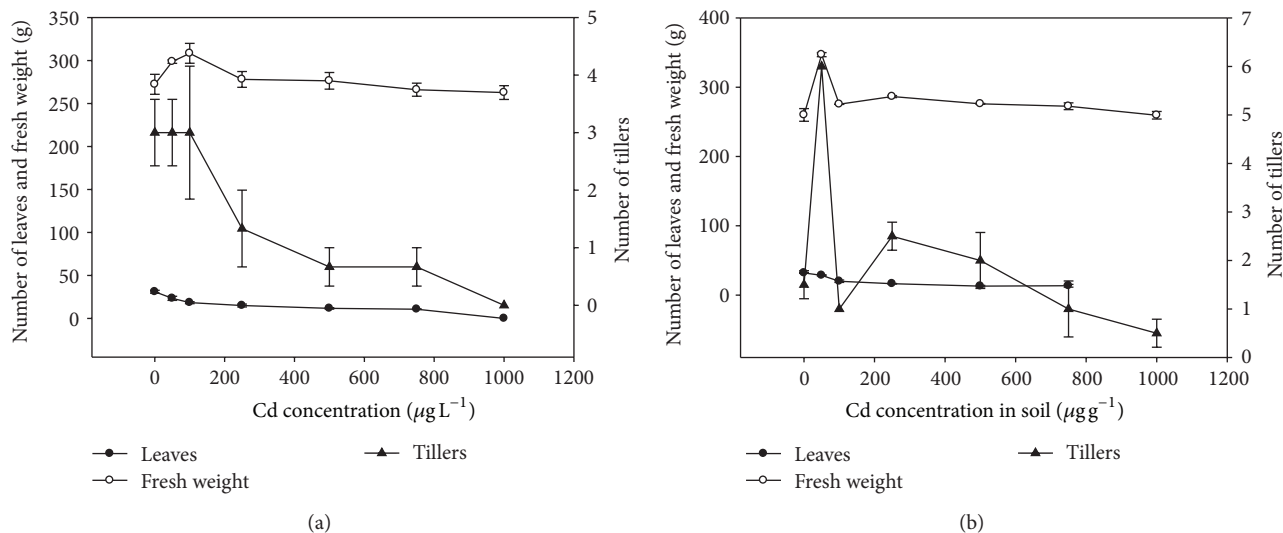 350
300
250
200
150
100
50
0
Number of leaves and fresh weight (g)
5
4
3
2
1
0
Number of tillers
0 200 400 600 800 1000 1200
Cd concentration (μg L⁻¹)
Leaves
Fresh weight
Tillers
(a)
400
300
200
100
0
Number of leaves and fresh weight (g)
7
6
5
4
3
2
1
0
Number of tillers
0 200 400 600 800 1000 1200
Cd concentration in soil (μg g⁻¹)
Leaves
Fresh weight
Tillers
(b)